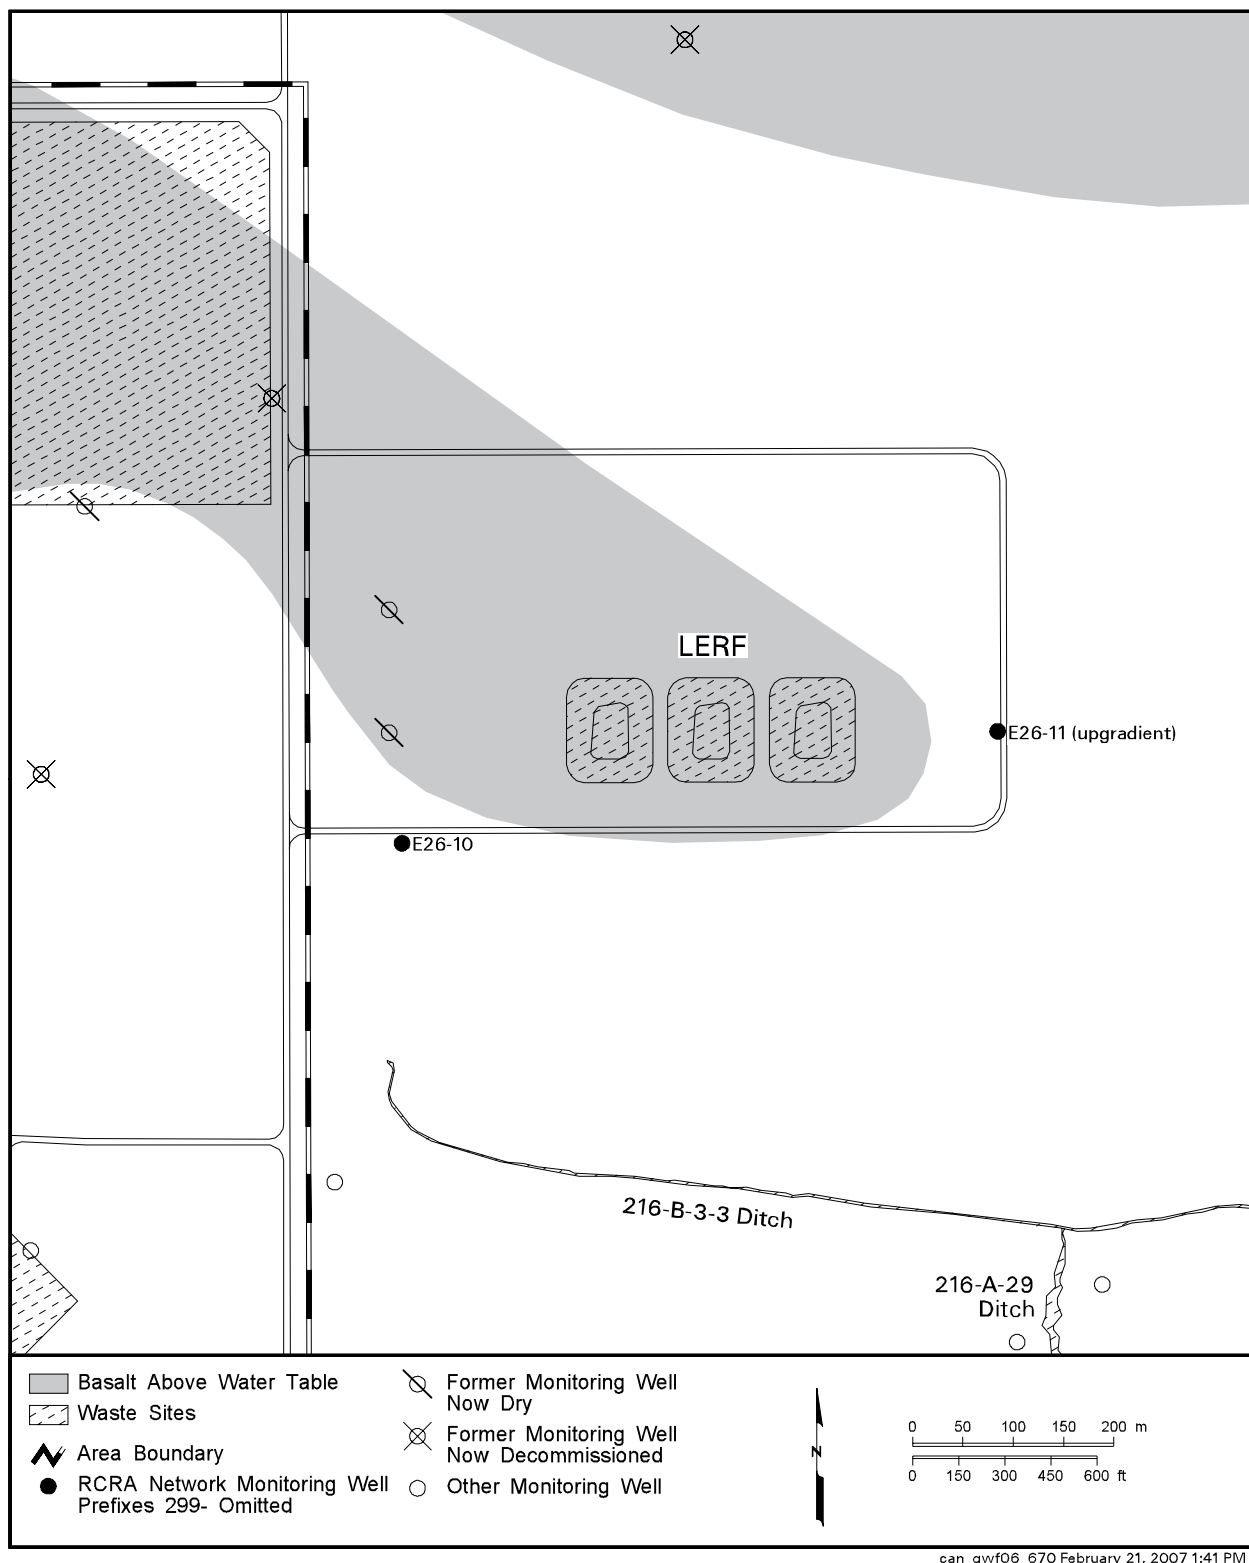 LERF
E26-11 (upgradient)
E26-10
216-B-3-3 Ditch
216-A-29
Ditch
Basalt Above Water Table
Waste Sites
Area Boundary
RCRA Network Monitoring Well
Prefixes 299- Omitted
Former Monitoring Well
Now Dry
Former Monitoring Well
Now Decommissioned
Other Monitoring Well
N
0 50 100 150 200 m
0 150 300 450 600 ft
can_gwf06_670 February 21, 2007 1:41 PM